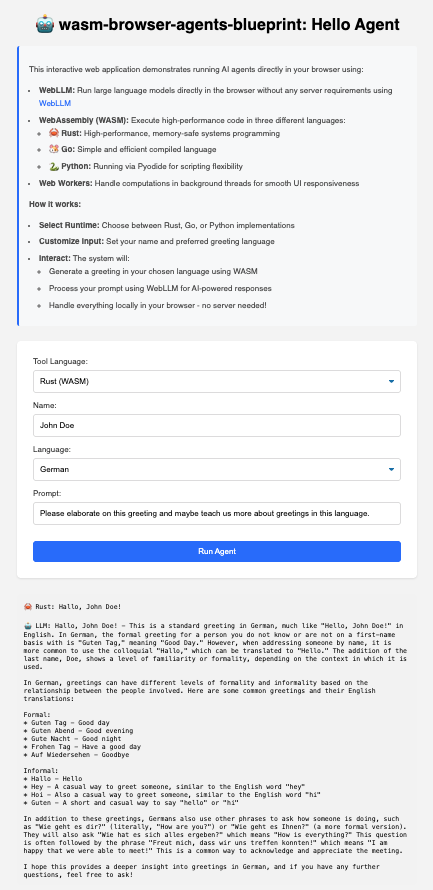 🤖 wasm-browser-agents-blueprint: Hello Agent
This interactive web application demonstrates running AI agents directly in your browser using:
• WebLLM: Run large language models directly in the browser without any server requirements using
WebLLM
• WebAssembly (WASM): Execute high-performance code in three different languages:
🦀 Rust: High-performance, memory-safe systems programming
🐹 Go: Simple and efficient compiled language
🐍 Python: Running via Pyodide for scripting flexibility
• Web Workers: Handle computations in background threads for smooth UI responsiveness
How it works:
• Select Runtime: Choose between Rust, Go, or Python implementations
• Customize Input: Set your name and preferred greeting language
• Interact: The system will:
Generate a greeting in your chosen language using WASM
Process your prompt using WebLLM for AI-powered responses
Handle everything locally in your browser - no server needed!
Tool Language:
Rust (WASM)
Name:
John Doe
Language:
German
Prompt:
Please elaborate on this greeting and maybe teach us more about greetings in this language.
Run Agent
🦀 Rust: Hallo, John Doe!
🤖 LLM: Hallo, John Doe! - This is a standard greeting in German, much like "Hello, John Doe!" in
English. In German, the formal greeting for a person you do not know or are not on a first-name
basis with is "Guten Tag," meaning "Good Day." However, when addressing someone by name, it is
more common to use the colloquial "Hallo," which can be translated to "Hello." The addition of the
last name, Doe, shows a level of familiarity or formality, depending on the context in which it is
used.
In German, greetings can have different levels of formality and informality based on the
relationship between the people involved. Here are some common greetings and their English
translations:
Formal:
* Guten Tag - Good day
* Guten Abend - Good evening
* Gute Nacht - Good night
* Frohen Tag - Have a good day
* Auf Wiedersehen - Goodbye
Informal:
* Hallo - Hello
* Hey - A casual way to greet someone, similar to the English word "hey"
* Hoi - Also a casual way to greet someone, similar to the English word "hi"
* Guten - A short and casual way to say "hello" or "hi"
In addition to these greetings, Germans also use other phrases to ask how someone is doing, such
as "Wie geht es dir?" (literally, "How are you?") or "Wie geht es Ihnen?" (a more formal version).
They will also ask "Wie hat es sich alles ergeben?" which means "How is everything?" This question
is often followed by the phrase "Freut mich, dass wir uns treffen konnten!" which means "I am
happy that we were able to meet!" This is a common way to acknowledge and appreciate the meeting.
I hope this provides a deeper insight into greetings in German, and if you have any further
questions, feel free to ask!